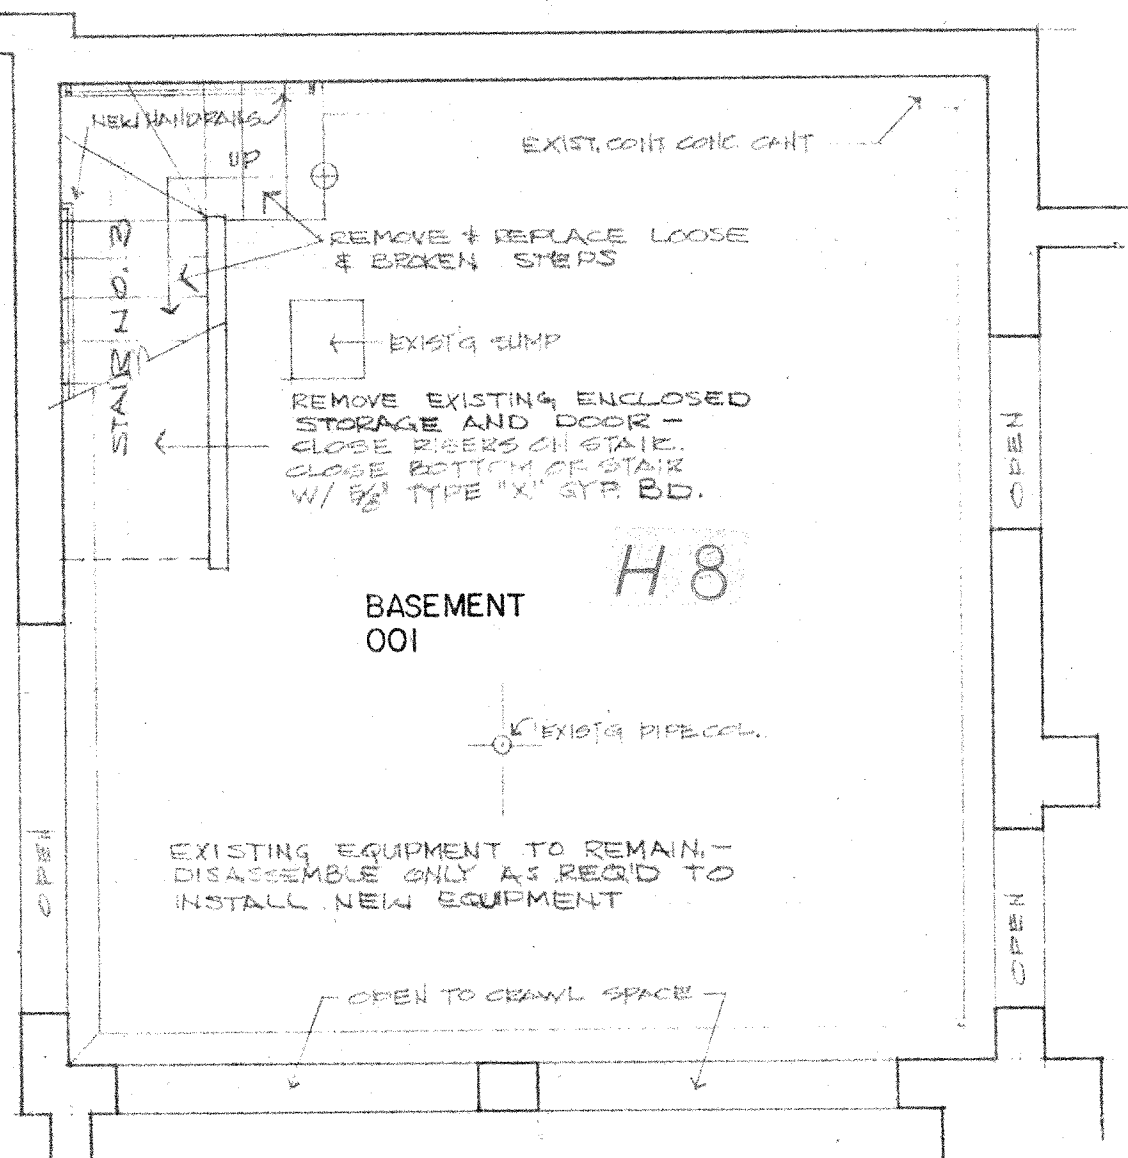 NEW HANDRAILS
UP
EXIST. CONT CONC. CANT
REMOVE & REPLACE LOOSE
& BROKEN STEPS
STAIR NO. 3
EXIST'G SUMP
REMOVE EXISTING ENCLOSED
STORAGE AND DOOR -
CLOSE RISERS ON STAIR.
CLOSE BOTTOM OF STAIR
W/ 5/8" TYPE "X" GYP. BD.
OPEN
H 8
BASEMENT
001
EXIST'G PIPE COL.
EXISTING EQUIPMENT TO REMAIN. -
DISASSEMBLE ONLY AS REQ'D TO
INSTALL NEW EQUIPMENT
OPEN
OPEN
OPEN TO CRAWL SPACE